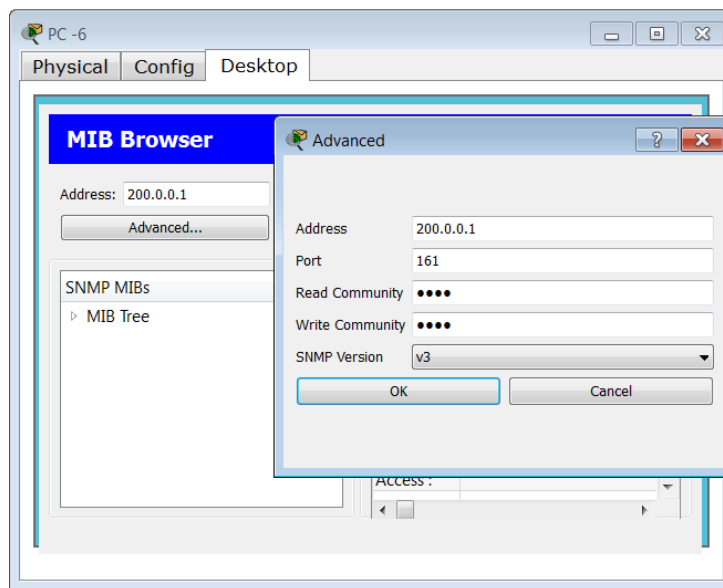 PC -6
Physical Config Desktop
MIB Browser
Address: 200.0.0.1
Advanced...
SNMP MIBs
MIB Tree
Advanced
Address 200.0.0.1
Port 161
Read Community ●●●●
Write Community ●●●●
SNMP Version v3
OK Cancel
Access :